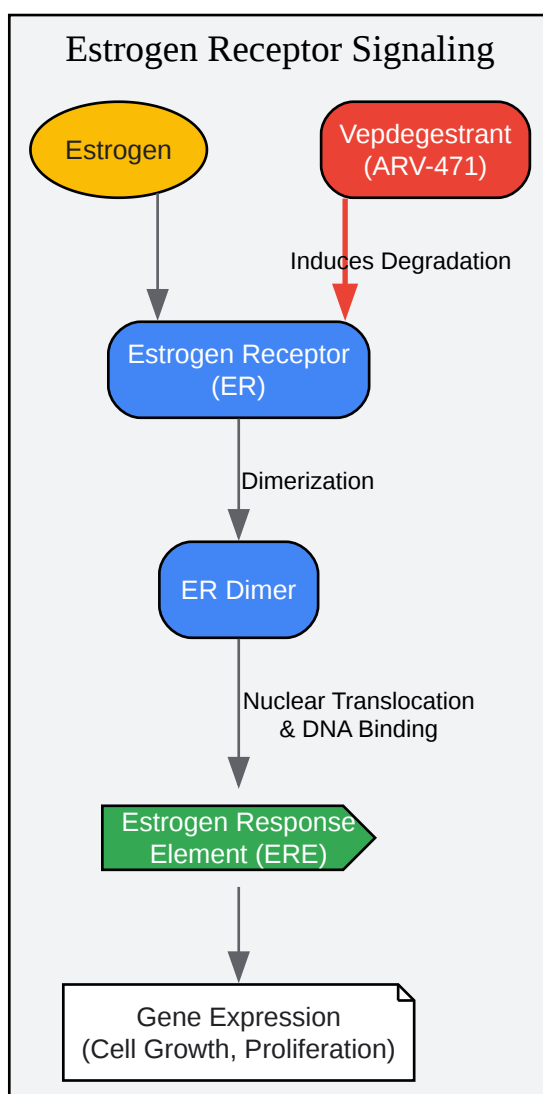 Estrogen Receptor Signaling
Estrogen
Vepdegestrant
(ARV-471)
Induces Degradation
Estrogen Receptor
(ER)
Dimerization
ER Dimer
Nuclear Translocation
& DNA Binding
Estrogen Response
Element (ERE)
Gene Expression
(Cell Growth, Proliferation)